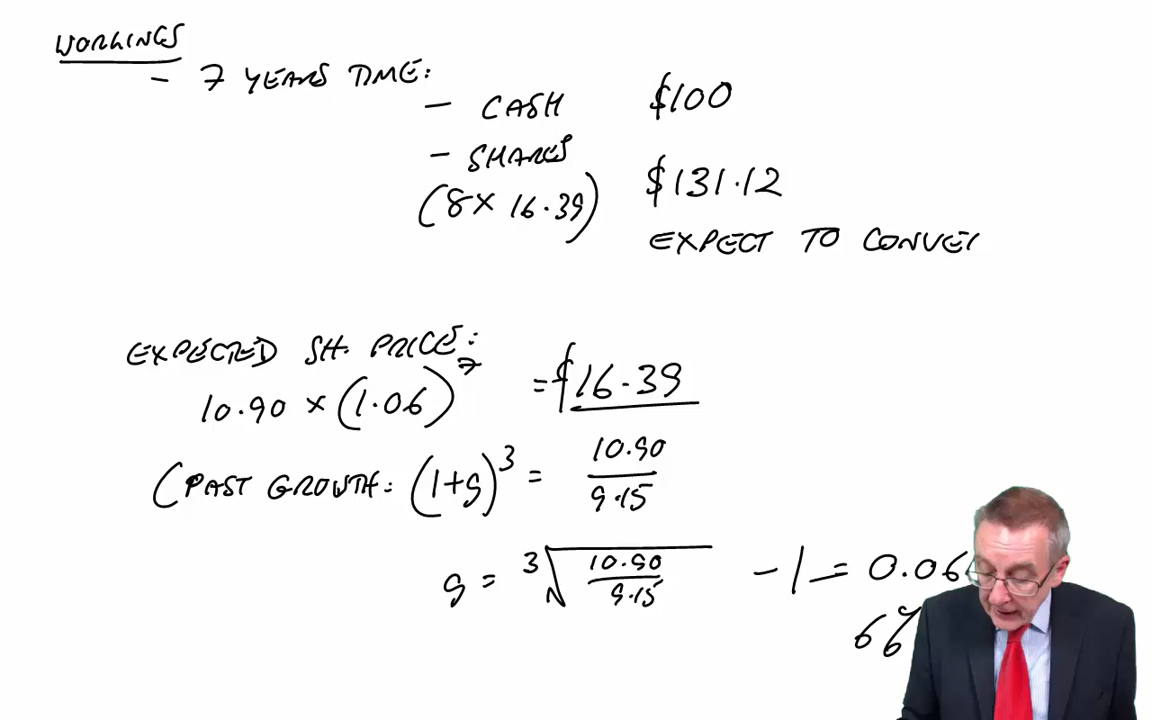 WORKINGS
- 7 YEARS TIME:
- CASH $100
- SHARES
(8 × 16.39) $131.12
EXPECT TO CONVE
EXPECTED SH. PRICE:
10.90 × (1.06)^7 = $16.39
(PAST GROWTH: (1+g)^3 = 10.90 / 9.15
g = 3√ 10.90 / 9.15 - 1 = 0.06
6%